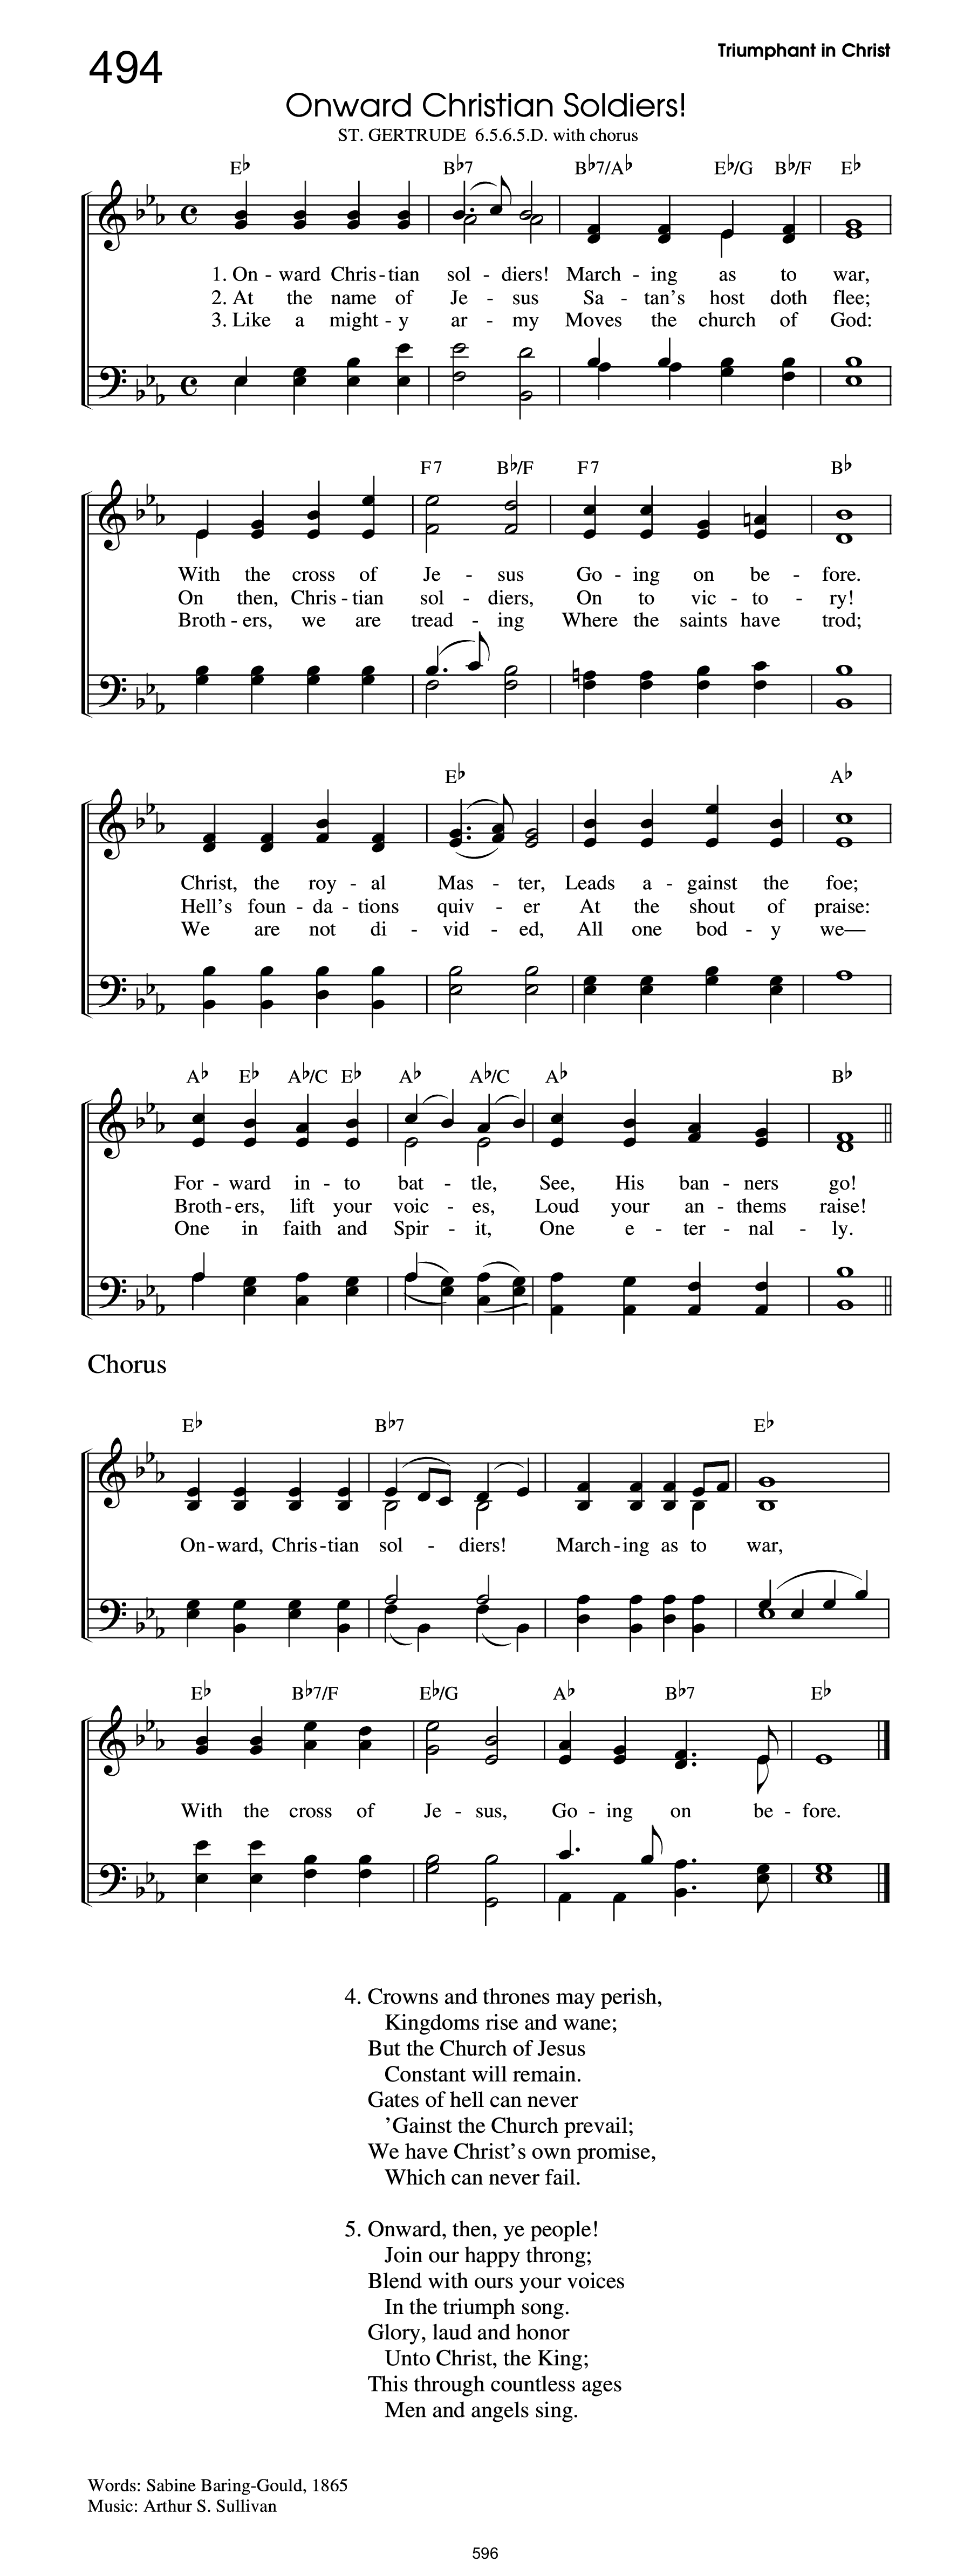 494
Triumphant in Christ
Onward Christian Soldiers!
ST. GERTRUDE 6.5.6.5.D. with chorus
E♭ B♭7 B♭7/A♭ E♭/G B♭/F E♭
1. On - ward Chris - tian sol - diers! March - ing as to war,
2. At the name of Je - sus Sa - tan's host doth flee;
3. Like a might - y ar - my Moves the church of God:
F7 B♭/F F7 B♭
With the cross of Je - sus Go - ing on be - fore.
On then, Chris - tian sol - diers, On to vic - to - ry!
Broth - ers, we are tread - ing Where the saints have trod;
E♭ A♭
Christ, the roy - al Mas - ter, Leads a - gainst the foe;
Hell's foun - da - tions quiv - er At the shout of praise:
We are not di - vid - ed, All one bod - y we—
A♭ E♭ A♭/C E♭ A♭ A♭/C A♭ B♭
For - ward in - to bat - tle, See, His ban - ners go!
Broth - ers, lift your voic - es, Loud your an - thems raise!
One in faith and Spir - it, One e - ter - nal - ly.
Chorus
E♭ B♭7 E♭
On - ward, Chris - tian sol - diers! March - ing as to war,
E♭ B♭7/F E♭/G A♭ B♭7 E♭
With the cross of Je - sus, Go - ing on be - fore.
4. Crowns and thrones may perish,
Kingdoms rise and wane;
But the Church of Jesus
Constant will remain.
Gates of hell can never
'Gainst the Church prevail;
We have Christ's own promise,
Which can never fail.
5. Onward, then, ye people!
Join our happy throng;
Blend with ours your voices
In the triumph song.
Glory, laud and honor
Unto Christ, the King;
This through countless ages
Men and angels sing.
Words: Sabine Baring-Gould, 1865
Music: Arthur S. Sullivan
596